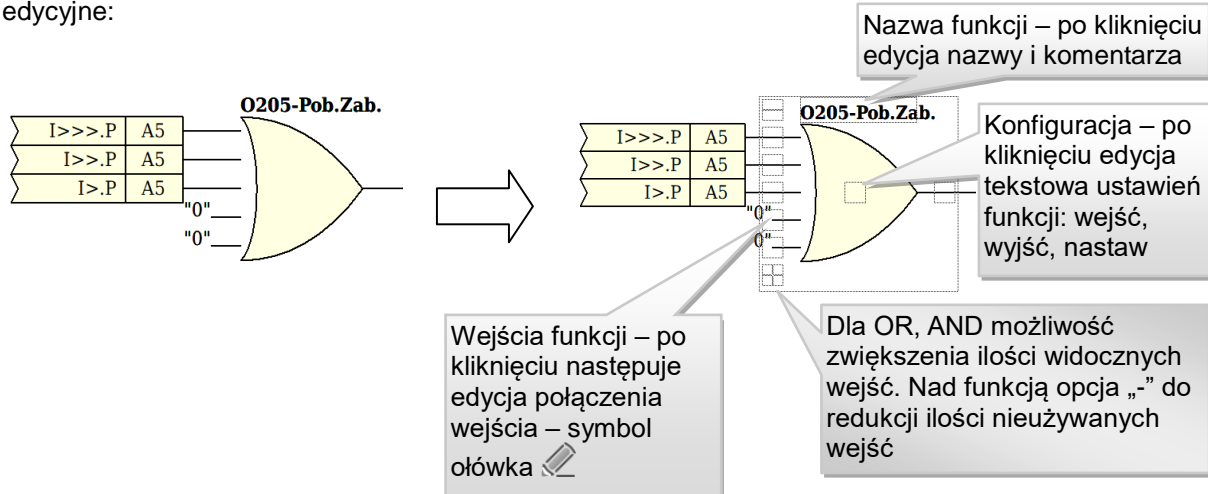 edycyjne:
Nazwa funkcji – po kliknięciu
edycja nazwy i komentarza
O205-Pob.Zab.
I>>>.P A5
I>>.P A5
I>.P A5
"0"
"0"
O205-Pob.Zab.
I>>>.P A5
I>>.P A5
I>.P A5
"0"
0"
Konfiguracja – po
kliknięciu edycja
tekstowa ustawień
funkcji: wejść,
wyjść, nastaw
Wejścia funkcji – po
kliknięciu następuje
edycja połączenia
wejścia – symbol
ołówka
Dla OR, AND możliwość
zwiększenia ilości widocznych
wejść. Nad funkcją opcja „-” do
redukcji ilości nieużywanych
wejść